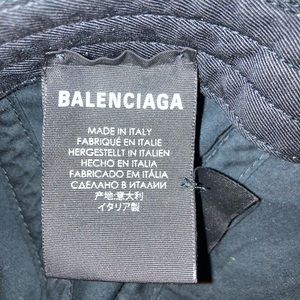 BALENCIAGA
MADE IN ITALY
FABRIQUÉ EN ITALIE
HERGESTELLT IN ITALIEN
HECHO EN ITALIA
FABRICADO EM ITÁLIA
СДЕЛАНО В ИТАЛИИ
产地:意大利
イタリア製